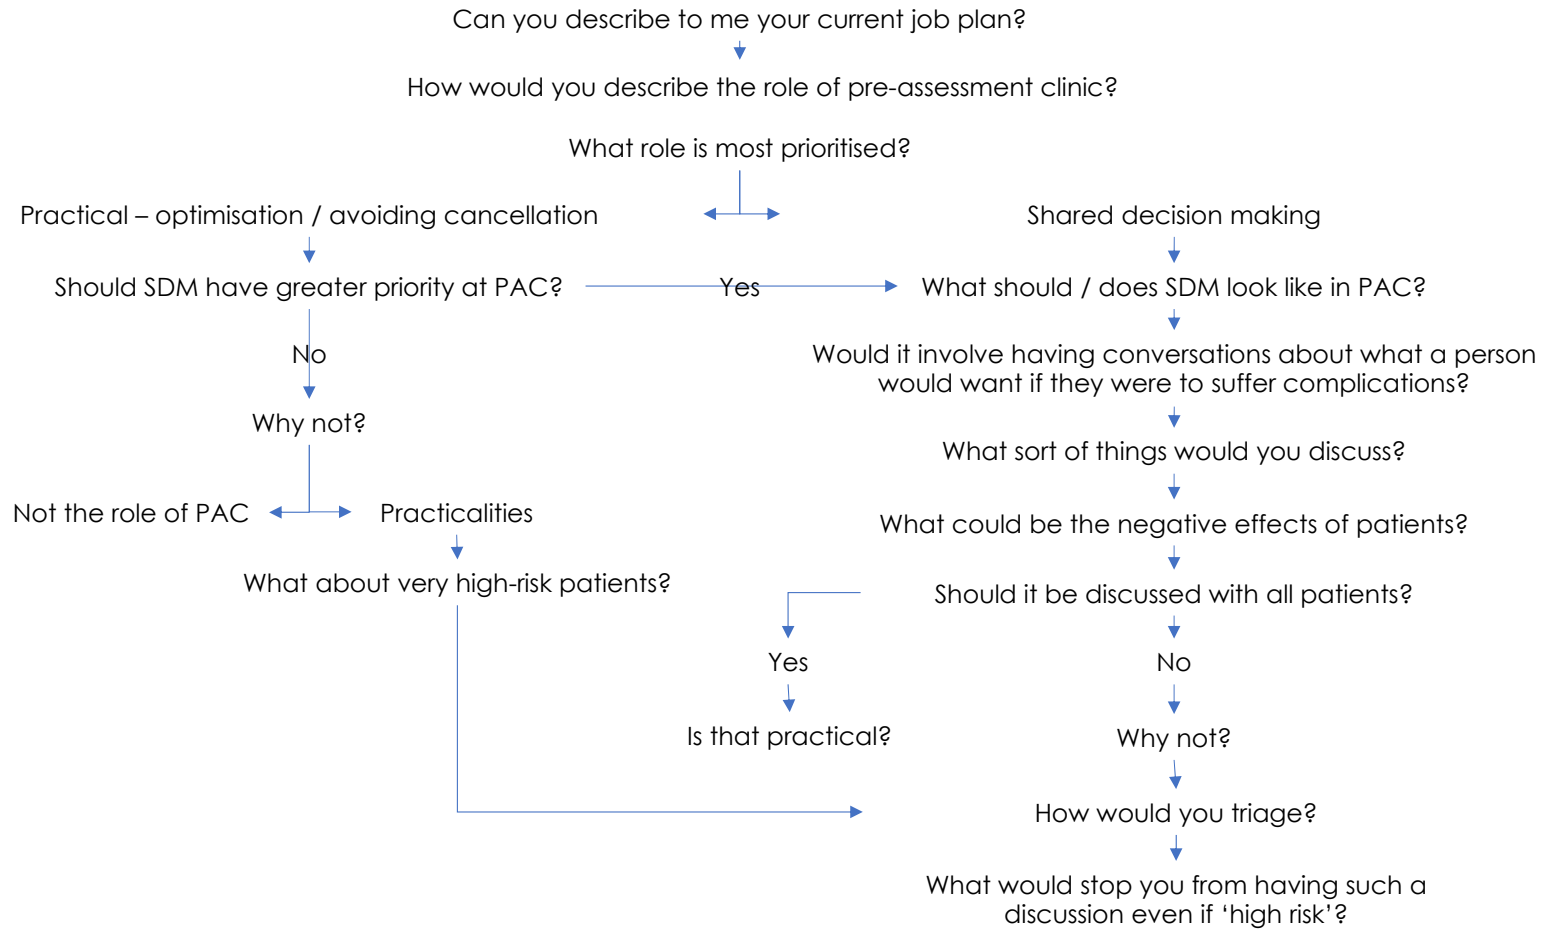 Can you describe to me your current job plan?
How would you describe the role of pre-assessment clinic?
What role is most prioritised?
Practical – optimisation / avoiding cancellation
Shared decision making
Should SDM have greater priority at PAC?
Yes
What should / does SDM look like in PAC?
No
Would it involve having conversations about what a person
would want if they were to suffer complications?
Why not?
What sort of things would you discuss?
Not the role of PAC
Practicalities
What could be the negative effects of patients?
What about very high-risk patients?
Should it be discussed with all patients?
Yes
No
Is that practical?
Why not?
How would you triage?
What would stop you from having such a
discussion even if ‘high risk’?